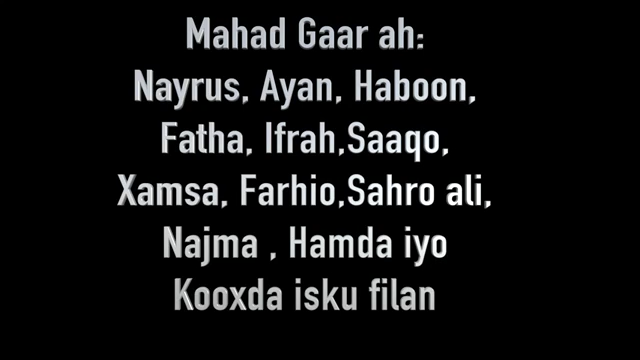 Mahad Gaar ah:
Nayrus, Ayan, Haboon,
Fatha, Ifrah,Saaqo,
Xamsa, Farhio,Sahro ali,
Najma , Hamda iyo
Kooxda isku filan